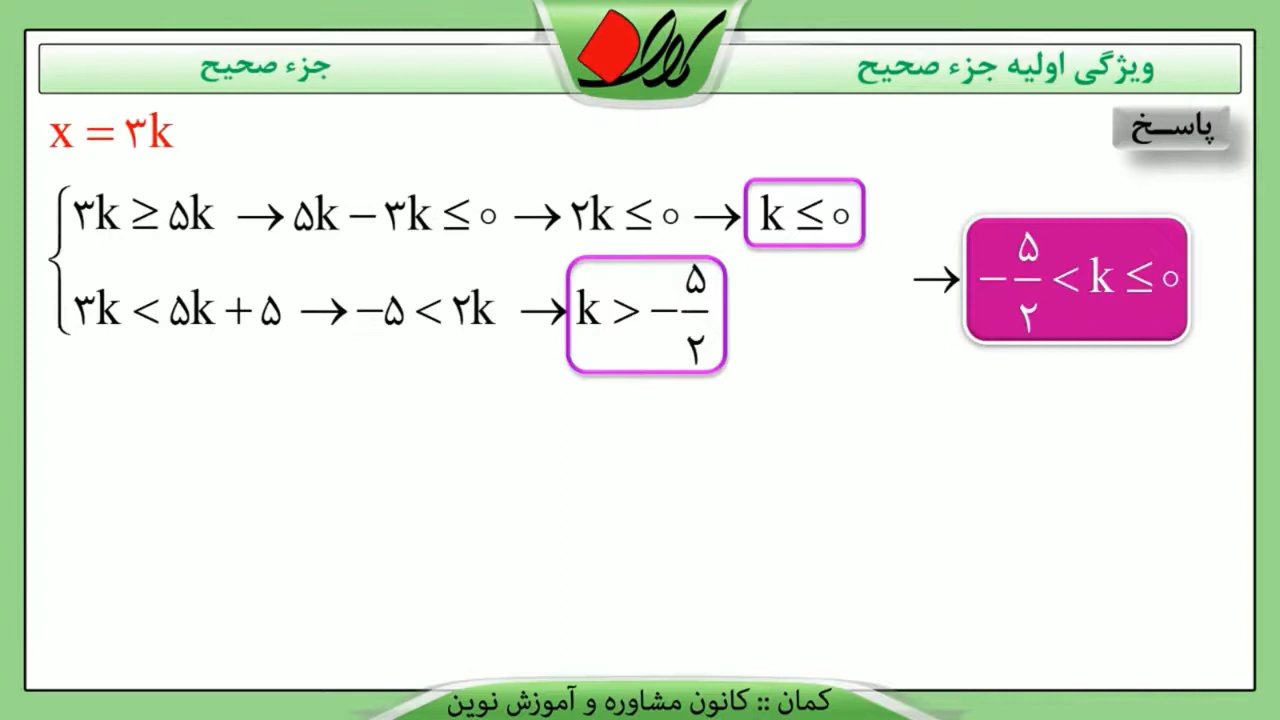 ویژگی اولیه جزء صحیح
جزء صحیح
پاسخ
x = ۳k
۳k ≥ ۵k → ۵k − ۳k ≤ ۰ → ۲k ≤ ۰ → k ≤ ۰
۳k < ۵k + ۵ → −۵ < ۲k → k > −۵/۲
→ −۵/۲ < k ≤ ۰
کمان :: کانون مشاوره و آموزش نوین